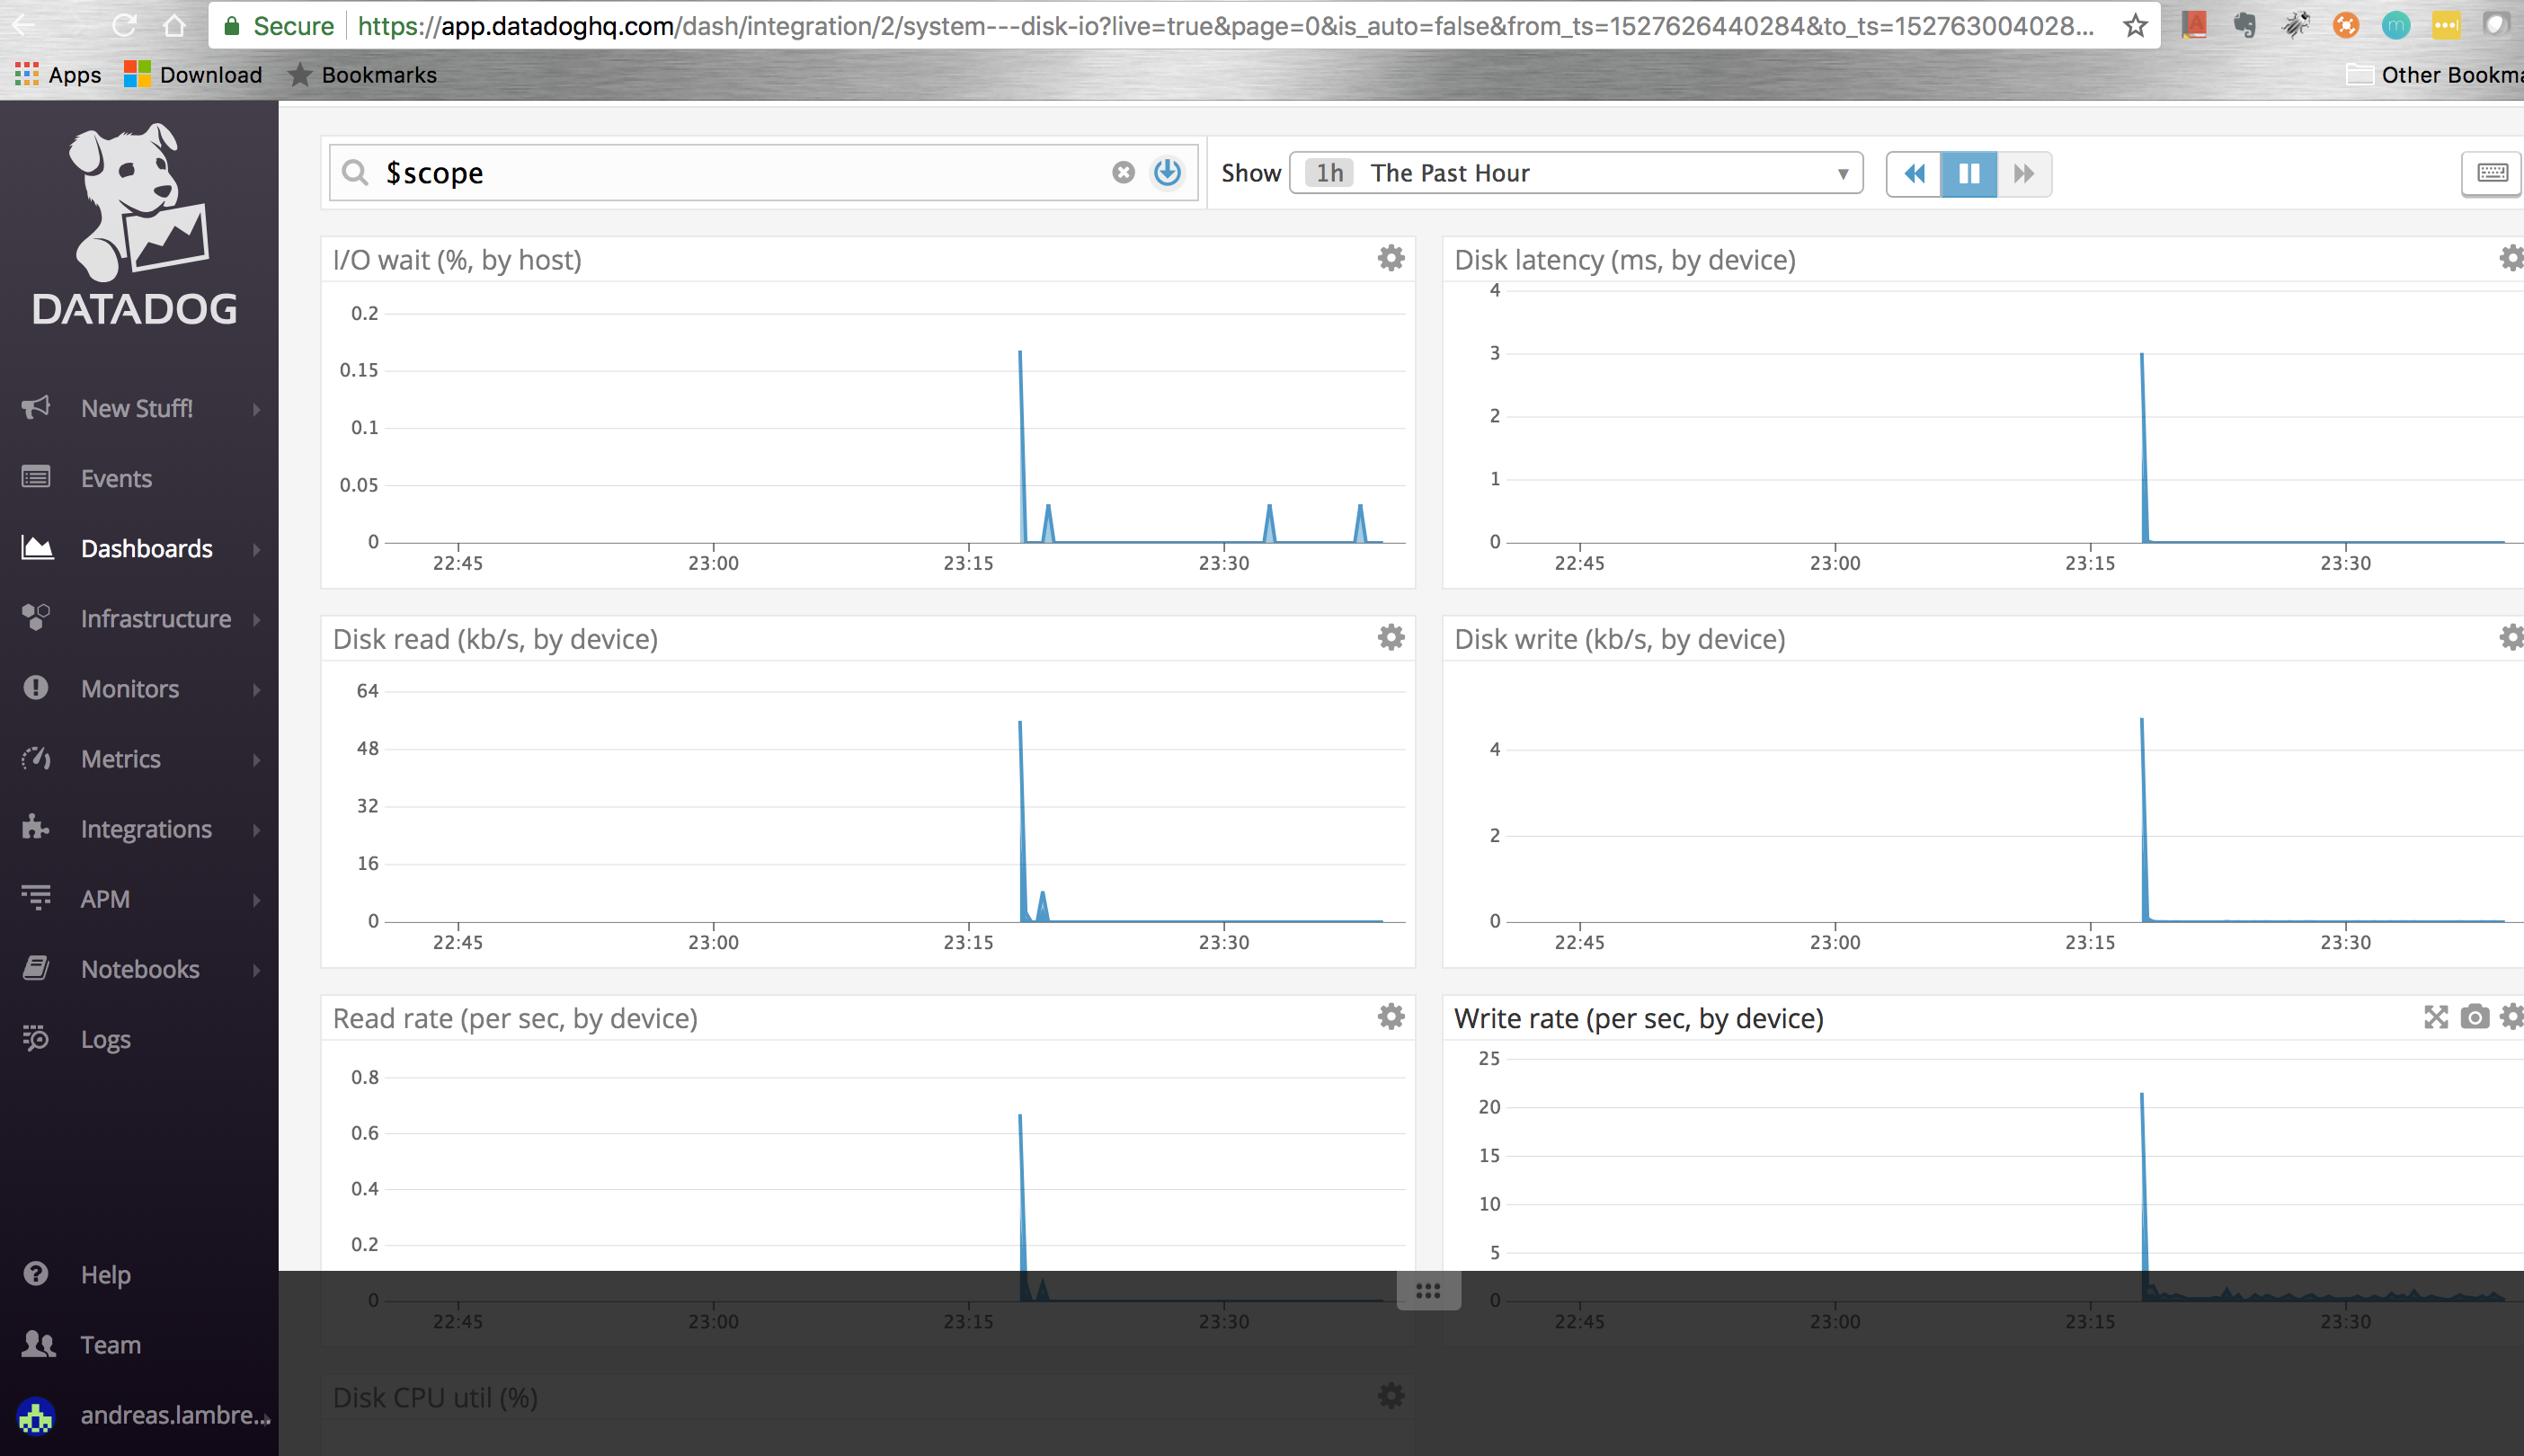 Secure https://app.datadoghq.com/dash/integration/2/system---disk-io?live=true&page=0&is_auto=false&from_ts=1527626440284&to_ts=152763004028...
Apps Download Bookmarks Other Bookma
DATADOG
New Stuff!
Events
Dashboards
Infrastructure
Monitors
Metrics
Integrations
APM
Notebooks
Logs
Help
Team
andreas.lambre...
$scope
Show 1h The Past Hour
I/O wait (%, by host)
0.2
0.15
0.1
0.05
0
22:45 23:00 23:15 23:30
Disk latency (ms, by device)
4
3
2
1
0
22:45 23:00 23:15 23:30
Disk read (kb/s, by device)
64
48
32
16
0
22:45 23:00 23:15 23:30
Disk write (kb/s, by device)
4
2
0
22:45 23:00 23:15 23:30
Read rate (per sec, by device)
0.8
0.6
0.4
0.2
0
22:45 23:00 23:15 23:30
Write rate (per sec, by device)
25
20
15
10
5
0
22:45 23:00 23:15 23:30
Disk CPU util (%)